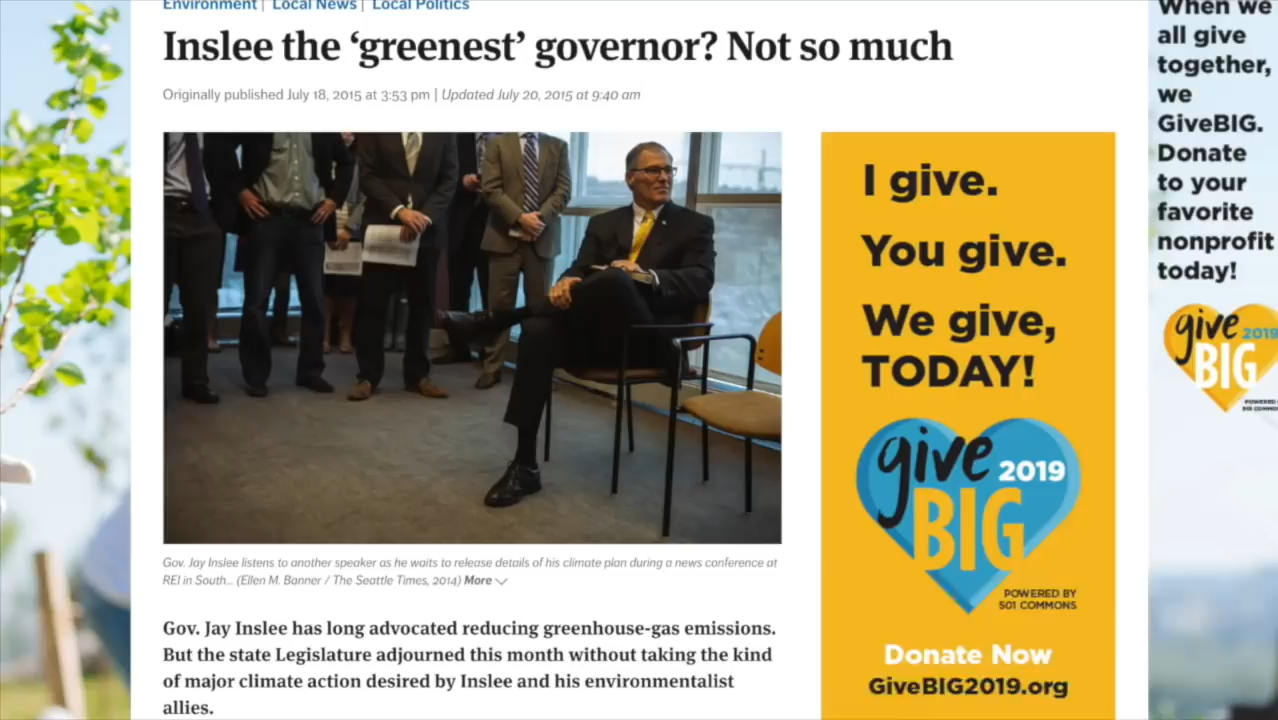 Environment | Local News | Local Politics
Inslee the ‘greenest’ governor? Not so much
Originally published July 18, 2015 at 3:53 pm | Updated July 20, 2015 at 9:40 am
Gov. Jay Inslee listens to another speaker as he waits to release details of his climate plan during a news conference at
REI in South... (Ellen M. Banner / The Seattle Times, 2014) More
Gov. Jay Inslee has long advocated reducing greenhouse-gas emissions.
But the state Legislature adjourned this month without taking the kind
of major climate action desired by Inslee and his environmentalist
allies.
I give.
You give.
We give,
TODAY!
give 2019
BIG
POWERED BY
501 COMMONS
Donate Now
GiveBIG2019.org
When we
all give
together,
we
GiveBIG.
Donate
to your
favorite
nonprofit
today!
give 2019
BIG
POWERED
501 COMMO